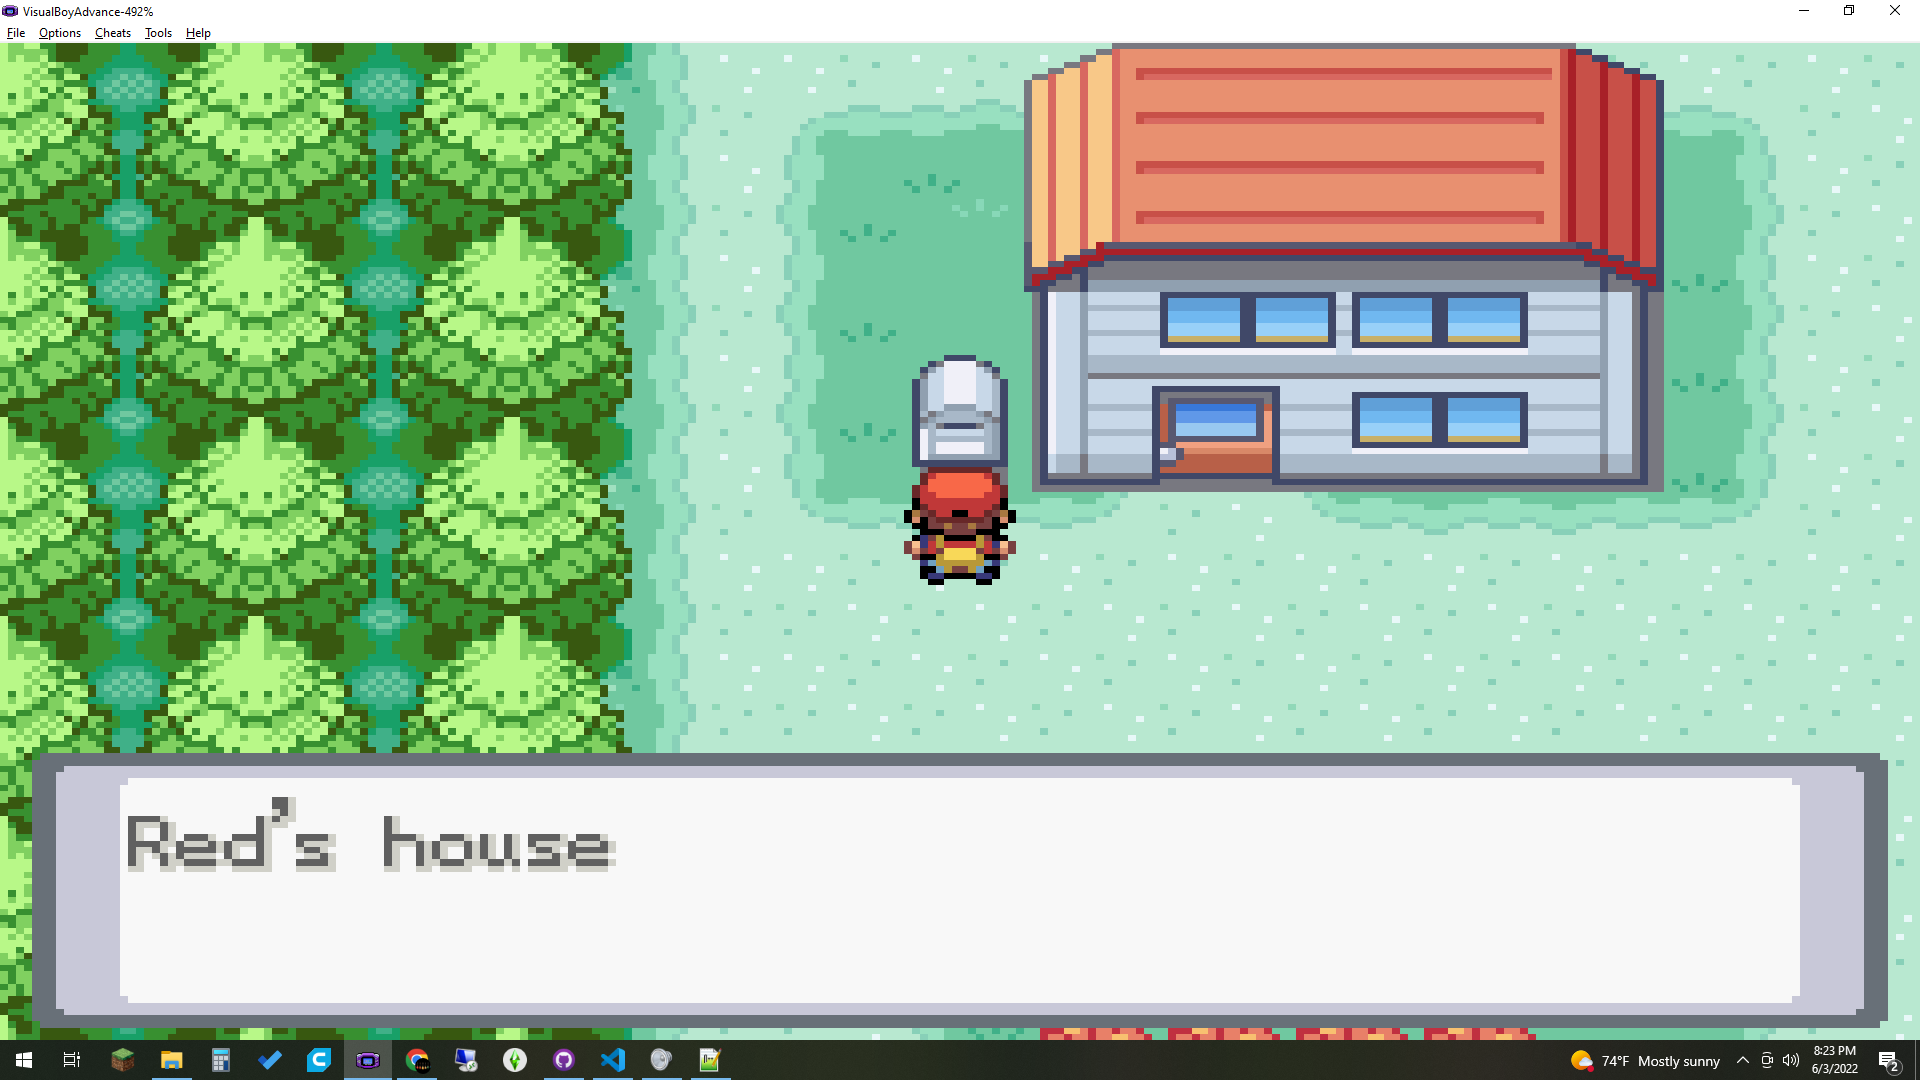 VisualBoyAdvance-492%
File Options Cheats Tools Help
Red's house
74°F Mostly sunny
8:23 PM
6/3/2022
2